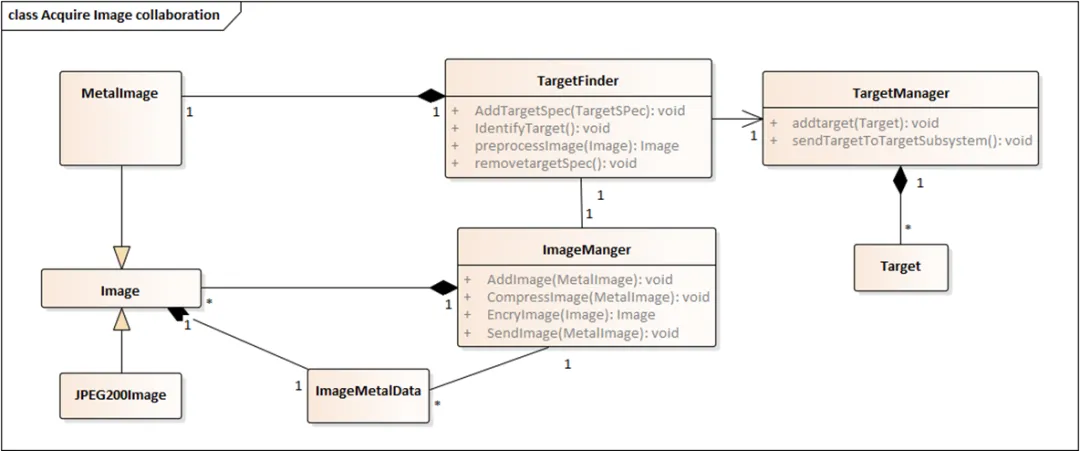 class Acquire Image collaboration
MetalImage
1
1
TargetFinder
+ AddTargetSpec(TargetSPec): void
+ IdentifyTarget(): void
+ preprocessImage(Image): Image
+ removetargetSpec(): void
1
TargetManager
+ addtarget(Target): void
+ sendTargetToTargetSubsystem(): void
1
*
Target
1
1
ImageManger
+ AddImage(MetalImage): void
+ CompressImage(MetalImage): void
+ EncryImage(Image): Image
+ SendImage(MetalImage): void
Image
*
1
1
1
ImageMetalData
1
*
JPEG200Image